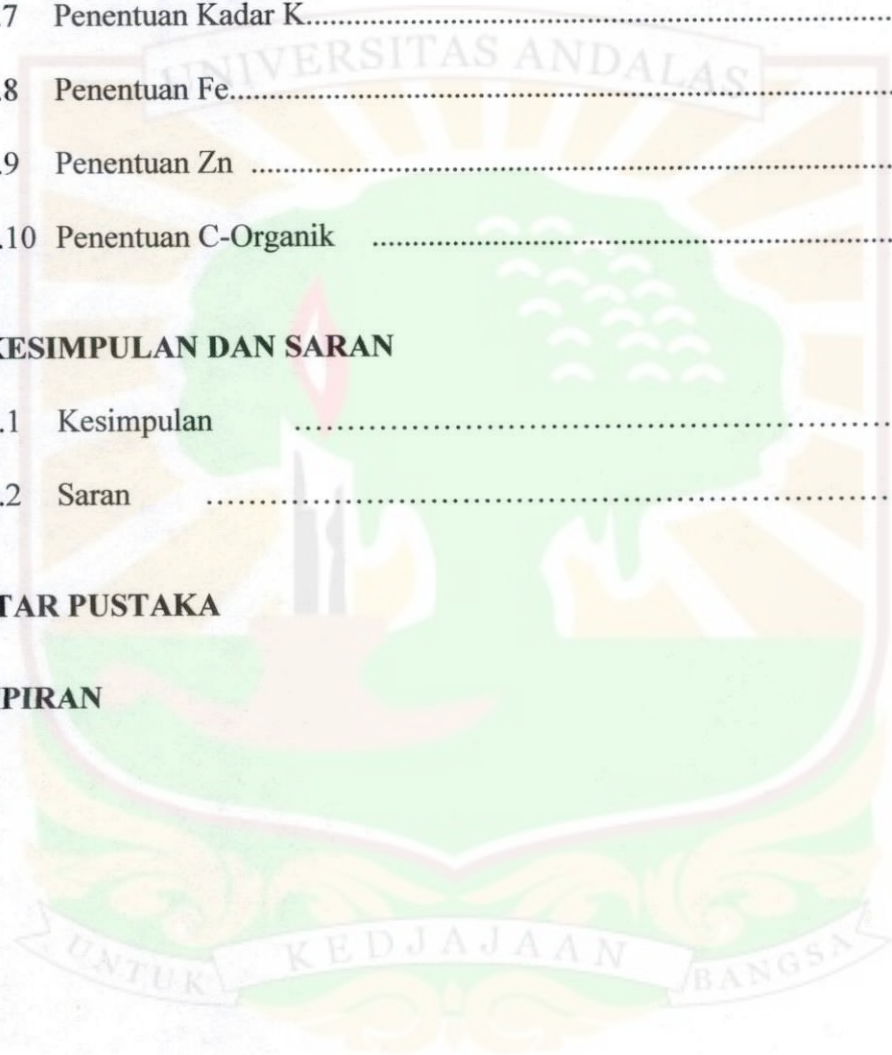 .7 Penentuan Kadar K..........................................................................
UNIVERSITAS ANDALAS
.8 Penentuan Fe.....................................................................................
.9 Penentuan Zn ..................................................................................
.10 Penentuan C-Organik ................................................................
KESIMPULAN DAN SARAN
.1 Kesimpulan .................................................................
.2 Saran ..........................................................................
TAR PUSTAKA
PIRAN
UNTUK KEDJAJAAN BANGSA